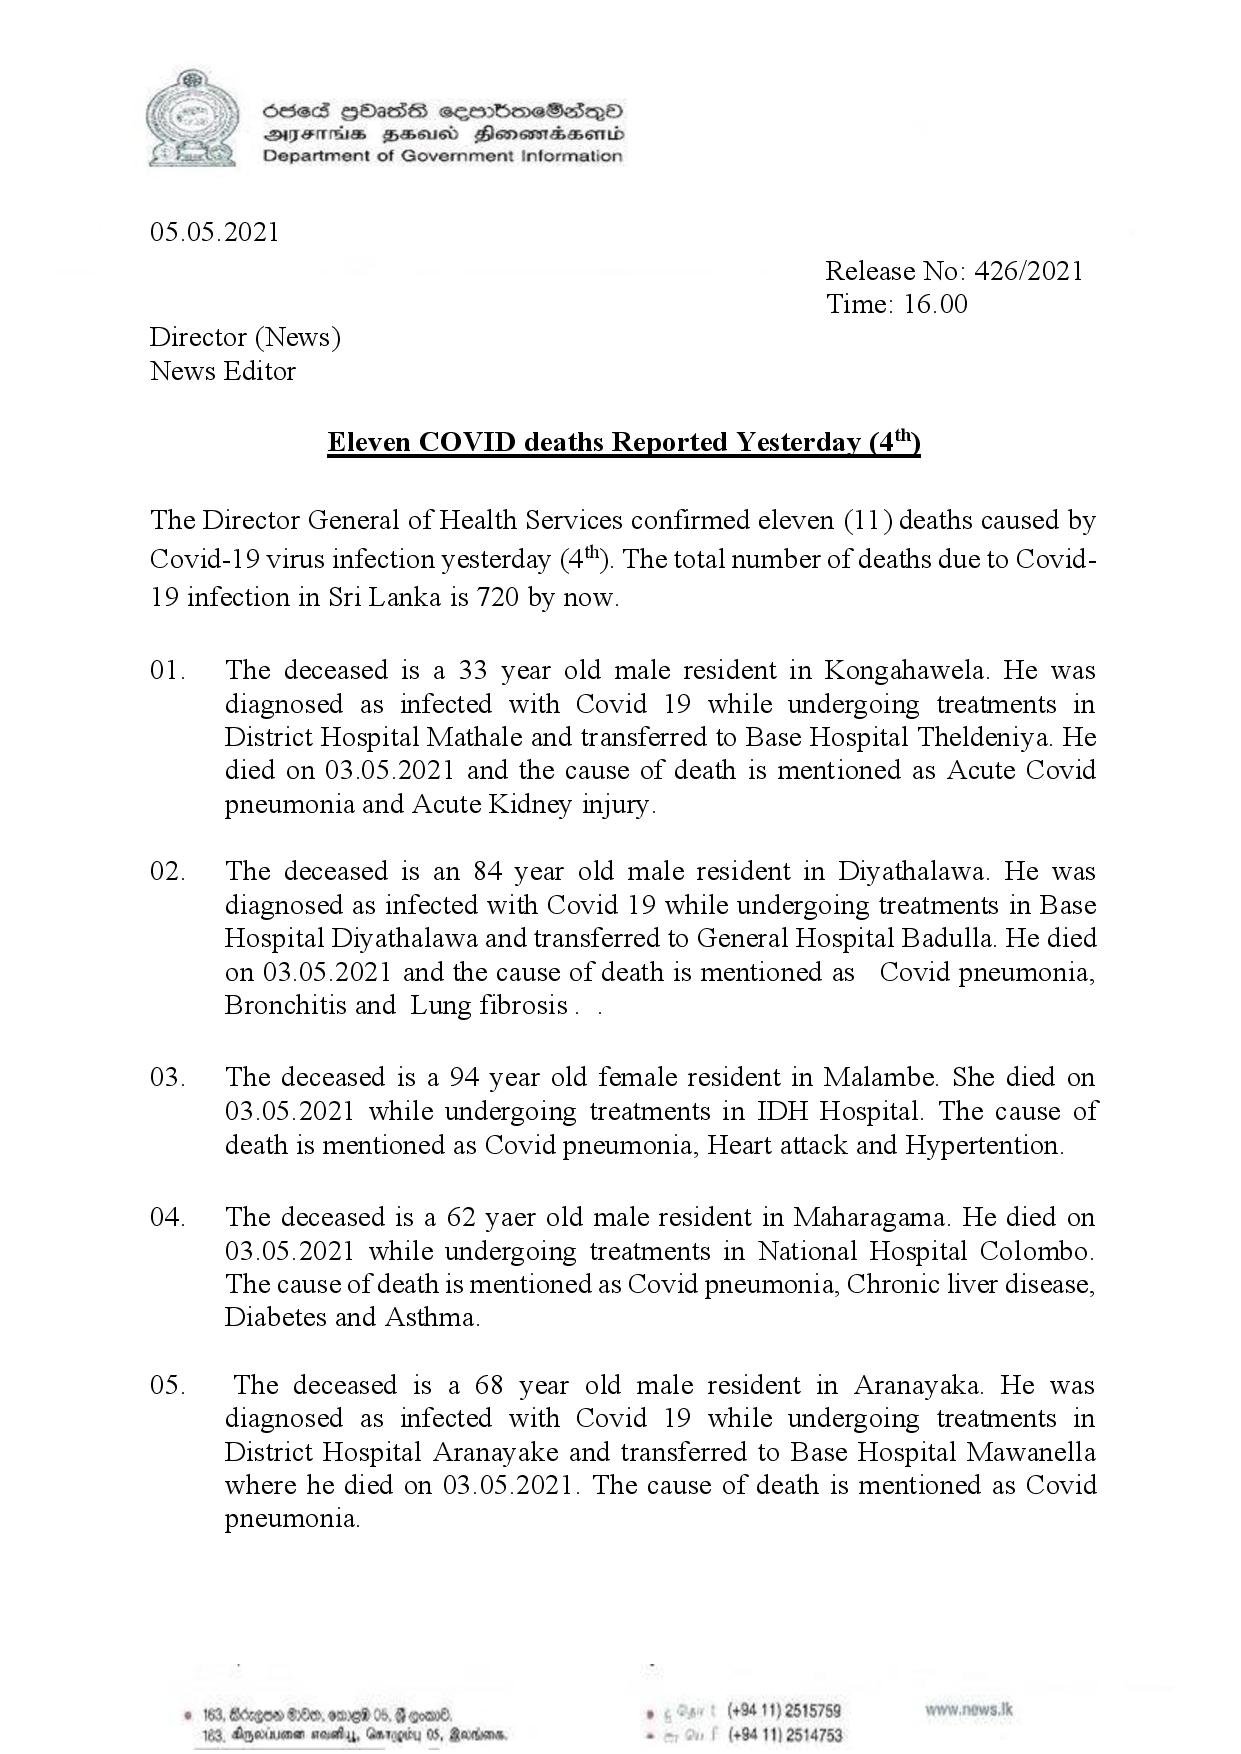 රජයේ ප්‍රවෘත්ති දෙපාර්තමේන්තුව
அரசாங்க தகவல் திணைக்களம்
Department of Government Information
05.05.2021
Release No: 426/2021
Time: 16.00
Director (News)
News Editor
Eleven COVID deaths Reported Yesterday (4th)
The Director General of Health Services confirmed eleven (11) deaths caused by
Covid-19 virus infection yesterday (4th). The total number of deaths due to Covid-
19 infection in Sri Lanka is 720 by now.
01. The deceased is a 33 year old male resident in Kongahawela. He was
diagnosed as infected with Covid 19 while undergoing treatments in
District Hospital Mathale and transferred to Base Hospital Theldeniya. He
died on 03.05.2021 and the cause of death is mentioned as Acute Covid
pneumonia and Acute Kidney injury.
02. The deceased is an 84 year old male resident in Diyathalawa. He was
diagnosed as infected with Covid 19 while undergoing treatments in Base
Hospital Diyathalawa and transferred to General Hospital Badulla. He died
on 03.05.2021 and the cause of death is mentioned as Covid pneumonia,
Bronchitis and Lung fibrosis . .
03. The deceased is a 94 year old female resident in Malambe. She died on
03.05.2021 while undergoing treatments in IDH Hospital. The cause of
death is mentioned as Covid pneumonia, Heart attack and Hypertention.
04. The deceased is a 62 yaer old male resident in Maharagama. He died on
03.05.2021 while undergoing treatments in National Hospital Colombo.
The cause of death is mentioned as Covid pneumonia, Chronic liver disease,
Diabetes and Asthma.
05. The deceased is a 68 year old male resident in Aranayaka. He was
diagnosed as infected with Covid 19 while undergoing treatments in
District Hospital Aranayake and transferred to Base Hospital Mawanella
where he died on 03.05.2021. The cause of death is mentioned as Covid
pneumonia.
163, කිරුලපන මාවත, කොළඹ 05, ශ්‍රී ලංකාව.
163, கிருலப்பனை எவனியூ, கொழும்பு 05, இலங்கை.
(+94 11) 2515759
(+94 11) 2514753
www.news.lk